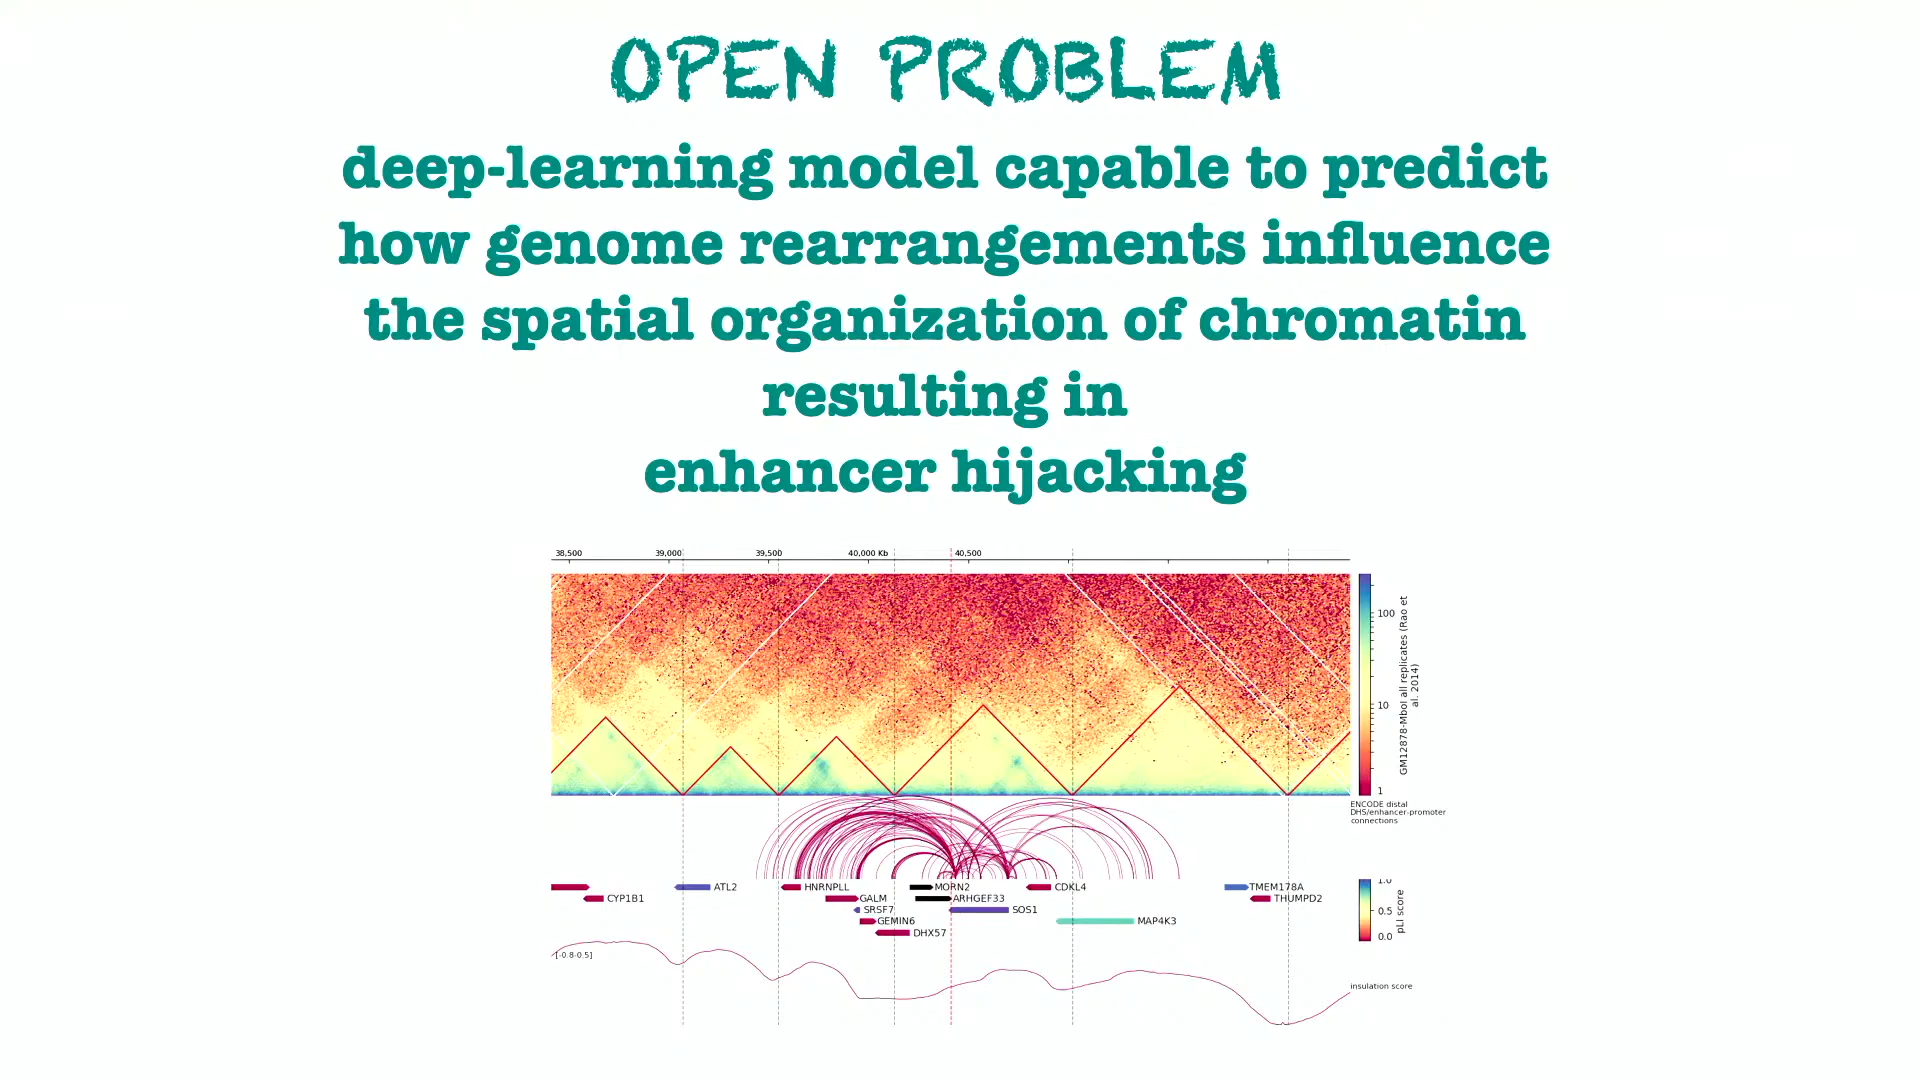 OPEN PROBLEM
deep-learning model capable to predict
how genome rearrangements influence
the spatial organization of chromatin
resulting in
enhancer hijacking
38,500 39,000 39,500 40,000 Kb 40,500
100
10
1
GM12878-MboI all replicates (Rao et
al. 2014)
ENCODE distal
DHS/enhancer-promoter
connections
ATL2 HNRNPLL MORN2 CDKL4 TMEM178A
CYP1B1 GALM ARHGEF33 THUMPD2
SRSF7 SOS1
GEMIN6 MAP4K3
DHX57
1.0
0.5
0.0
pLI score
[-0.8-0.5]
insulation score